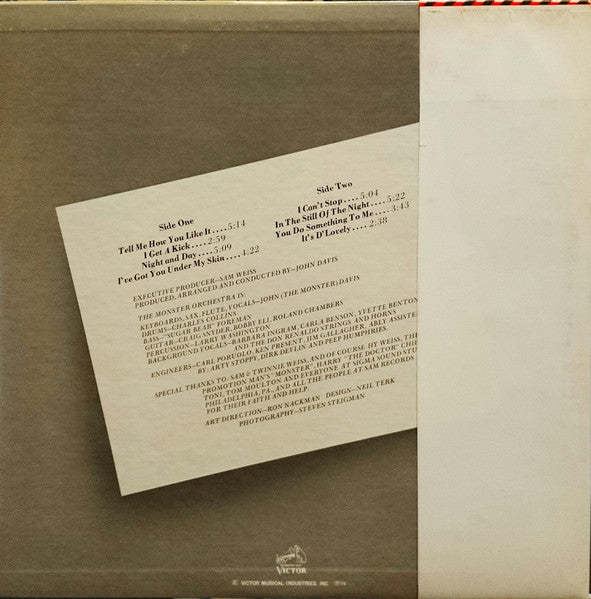 Side One
Tell Me How You Like It....5:14
I Get A Kick....2:59
Night and Day....5:09
I've Got You Under My Skin....4:22
Side Two
I Can't Stop....5:04
In The Still Of The Night....5:22
You Do Something To Me....3:43
It's D'Lovely....2:38
EXECUTIVE PRODUCER—SAM WEISS
PRODUCED, ARRANGED AND CONDUCTED BY—JOHN DAVIS
THE MONSTER ORCHESTRA IS:
KEYBOARDS, SAX, FLUTE, VOCALS—JOHN (THE MONSTER) DAVIS
DRUMS—CHARLES COLLINS
BASS—"SUGAR BEAR" FOREMAN
GUITAR—CRAIG SNYDER, BOBBY ELI, ROLAND CHAMBERS
PERCUSSION—LARRY WASHINGTON
BACKGROUND VOCALS—BARBARA INGRAM, CARLA BENSON, YVETTE BENTON
AND THE DON RENALDO STRINGS AND HORNS
ENGINEERS—CARL PORUOLO, KEN PRESENT, JIM GALLAGHER, ABLY ASSISTED
BY: ARTY STOPPI, DIRK DEVLIN AND PEEP HUMPHRIES.
SPECIAL THANKS TO: SAM & TWINNIE WEISS, AND OF COURSE HY WEISS, THE
PROMOTION MAN'S "MONSTER", HARRY "THE DOCTOR" CHIP
TONI, TOM MOULTON AND EVERYONE AT SIGMA SOUND STU
PHILADELPHIA, PA., AND ALL THE PEOPLE AT SAM RECORDS
FOR THEIR FAITH AND HELP.
ART DIRECTION—RON NACKMAN DESIGN—NEIL TERK
PHOTOGRAPHY—STEVEN STEIGMAN
VICTOR
VICTOR MUSICAL INDUSTRIES, INC.